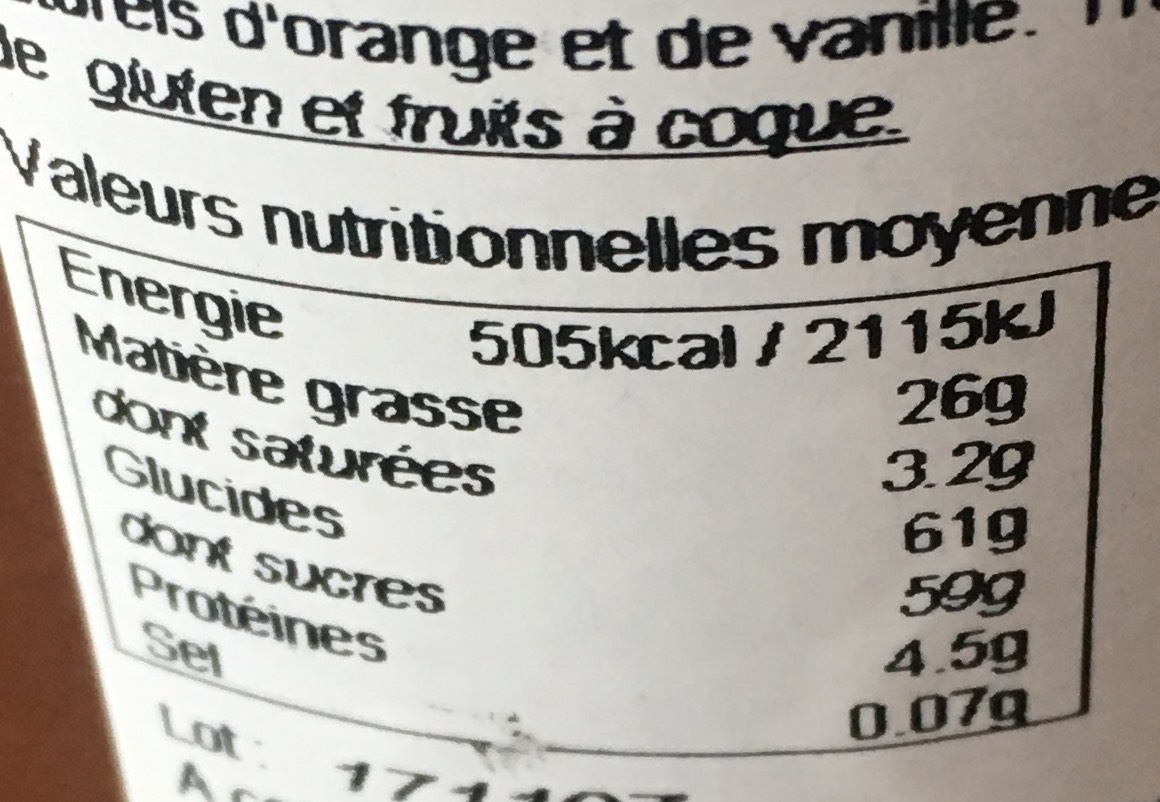 d'orange et de vanille.
de gluten et fruits à coque.
Valeurs nutritionnelles moyenne
Energie 505kcal / 2115kJ
Matière grasse 26g
dont saturées 3.2g
Glucides 61g
dont sucres 59g
Protéines 4.5g
Sel 0.07g
Lot :
A